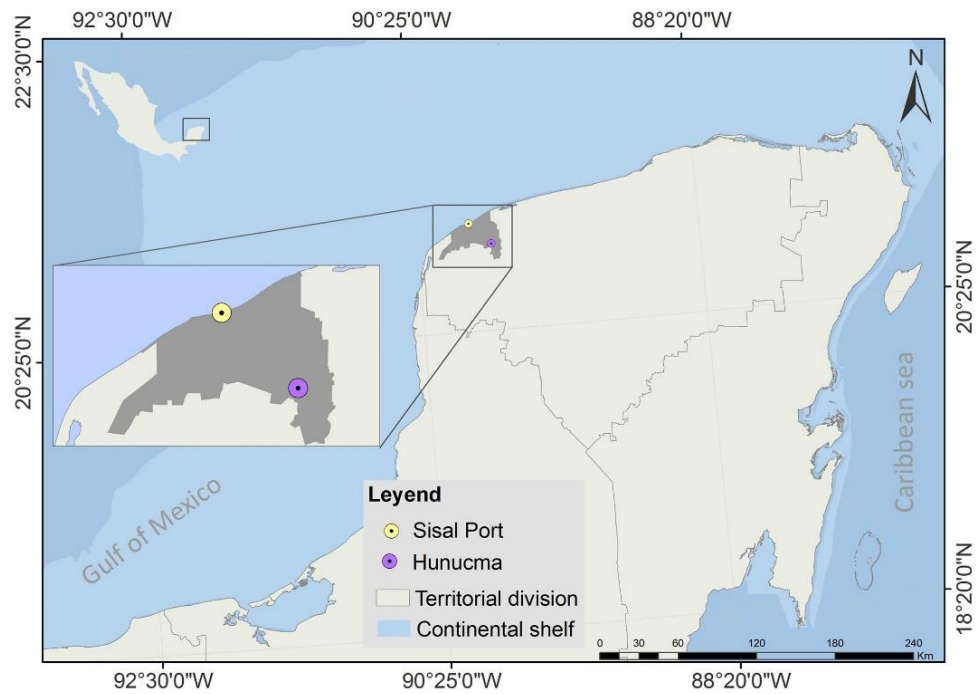 92°30'0"W 90°25'0"W 88°20'0"W
22°30'0"N
N
20°25'0"N
20°25'0"N
Caribbean sea
Gulf of Mexico
Leyend
Sisal Port
Hunucma
Territorial division
Continental shelf
18°20'0"N
0 30 60 120 180 240
Km
92°30'0"W 90°25'0"W 88°20'0"W